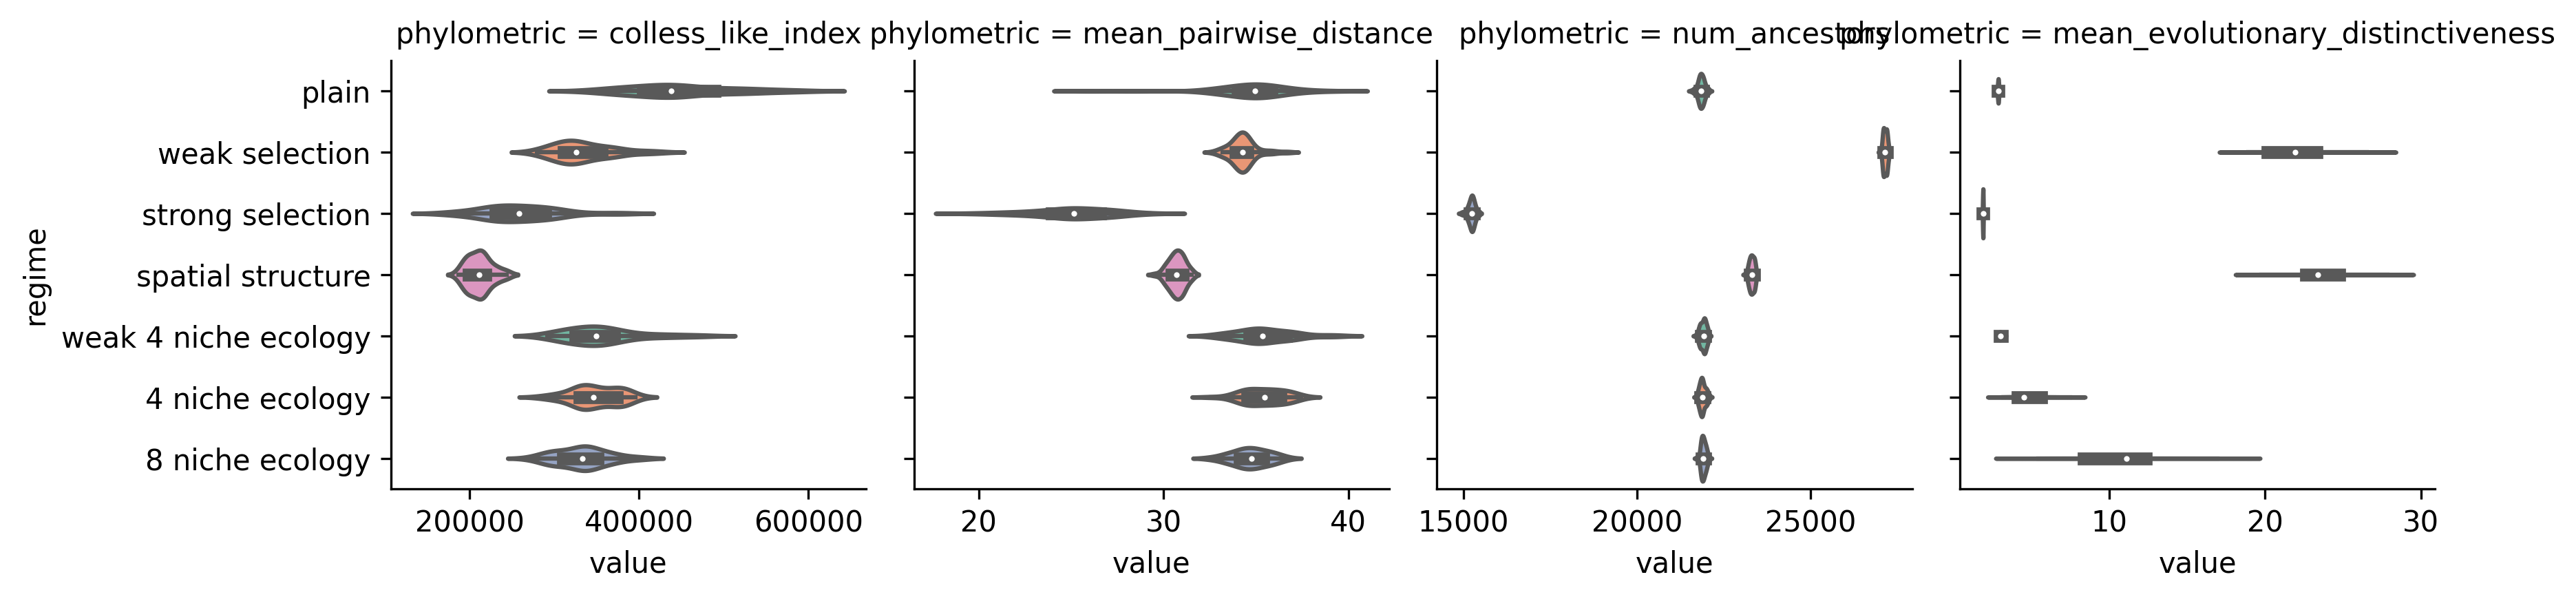 phylometric = colless_like_index
phylometric = mean_pairwise_distance
phylometric = num_ancestors
phylometric = mean_evolutionary_distinctiveness
regime
plain
weak selection
strong selection
spatial structure
weak 4 niche ecology
4 niche ecology
8 niche ecology
200000 400000 600000
20 30 40
15000 20000 25000
10 20 30
value
value
value
value